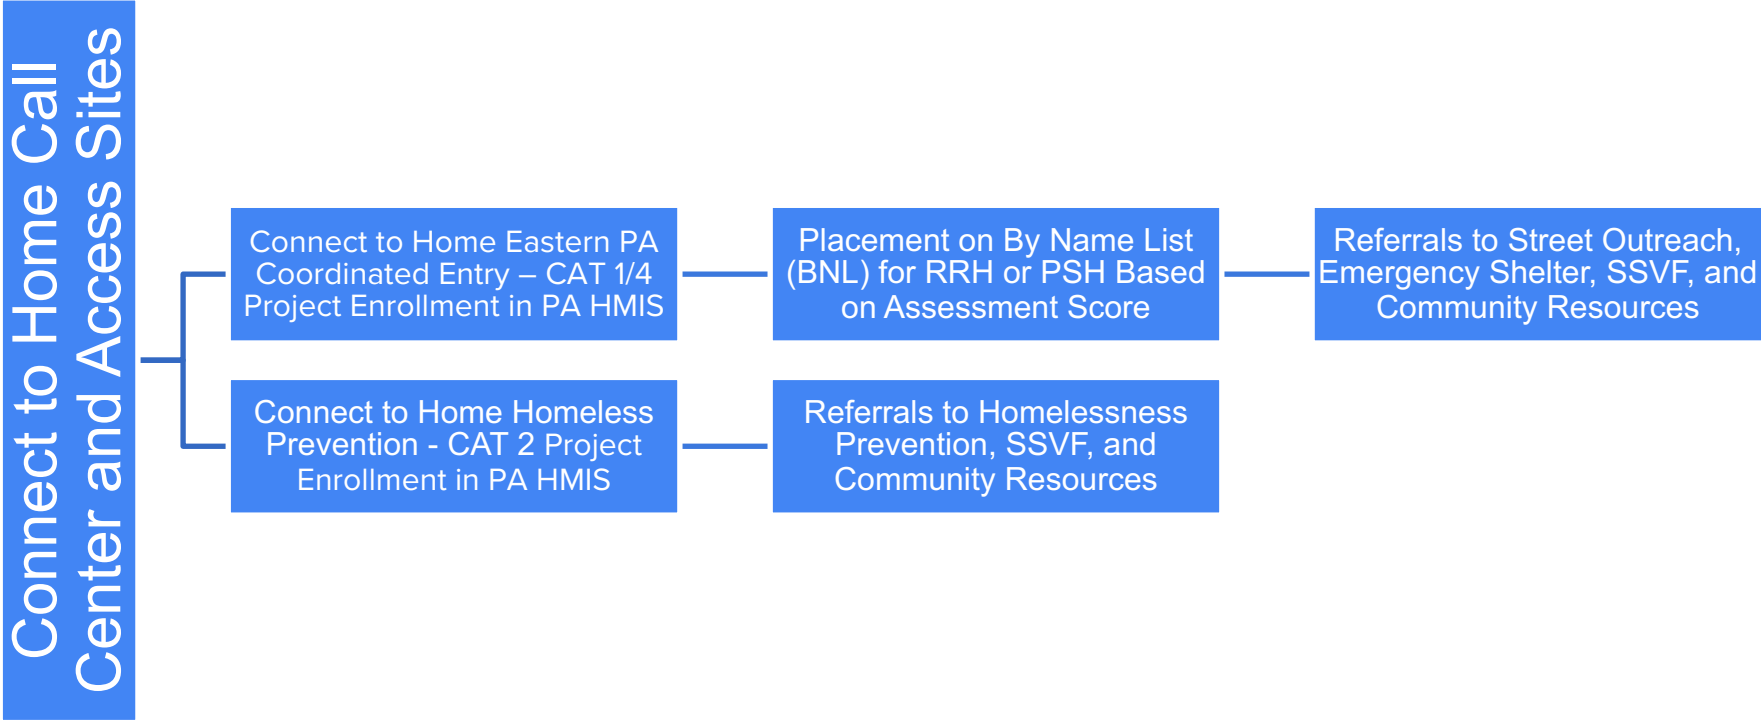 Connect to Home Call
Center and Access Sites
Connect to Home Eastern PA
Coordinated Entry – CAT 1/4
Project Enrollment in PA HMIS
Placement on By Name List
(BNL) for RRH or PSH Based
on Assessment Score
Referrals to Street Outreach,
Emergency Shelter, SSVF, and
Community Resources
Connect to Home Homeless
Prevention - CAT 2 Project
Enrollment in PA HMIS
Referrals to Homelessness
Prevention, SSVF, and
Community Resources